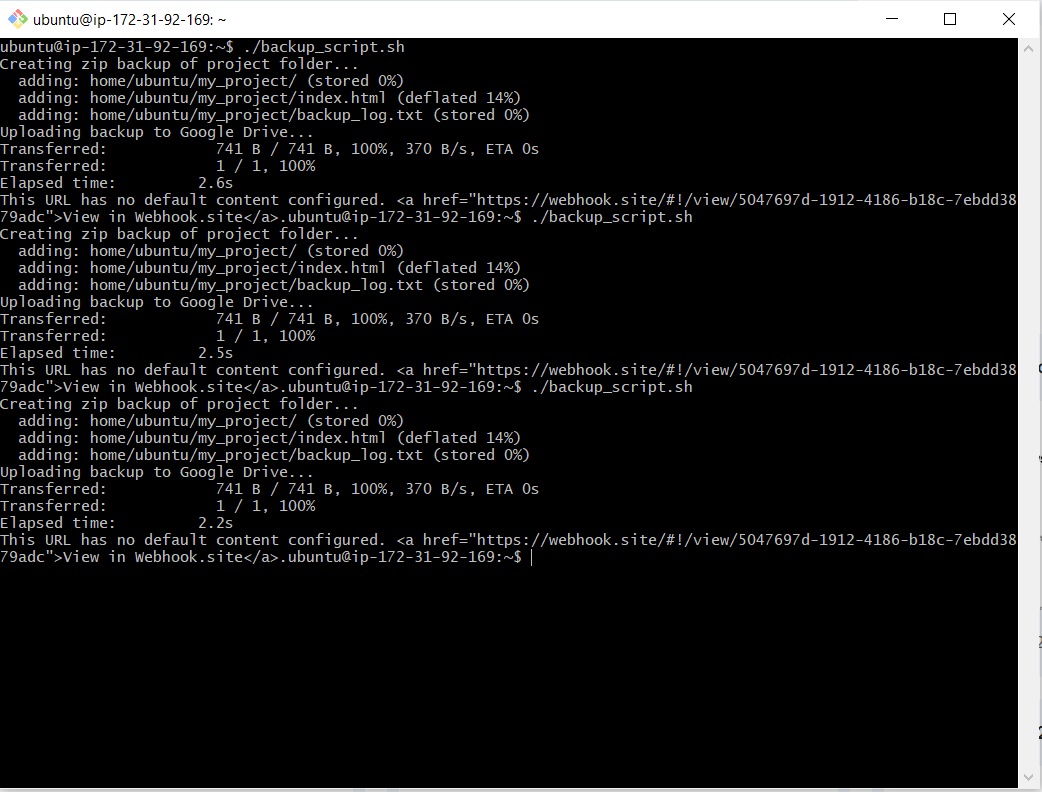 ubuntu@ip-172-31-92-169: ~
ubuntu@ip-172-31-92-169:~$ ./backup_script.sh
Creating zip backup of project folder...
  adding: home/ubuntu/my_project/ (stored 0%)
  adding: home/ubuntu/my_project/index.html (deflated 14%)
  adding: home/ubuntu/my_project/backup_log.txt (stored 0%)
Uploading backup to Google Drive...
Transferred:            741 B / 741 B, 100%, 370 B/s, ETA 0s
Transferred:            1 / 1, 100%
Elapsed time:         2.6s
This URL has no default content configured. <a href="https://webhook.site/#!/view/5047697d-1912-4186-b18c-7ebdd38
79adc">View in Webhook.site</a>.ubuntu@ip-172-31-92-169:~$ ./backup_script.sh
Creating zip backup of project folder...
  adding: home/ubuntu/my_project/ (stored 0%)
  adding: home/ubuntu/my_project/index.html (deflated 14%)
  adding: home/ubuntu/my_project/backup_log.txt (stored 0%)
Uploading backup to Google Drive...
Transferred:            741 B / 741 B, 100%, 370 B/s, ETA 0s
Transferred:            1 / 1, 100%
Elapsed time:         2.5s
This URL has no default content configured. <a href="https://webhook.site/#!/view/5047697d-1912-4186-b18c-7ebdd38
79adc">View in Webhook.site</a>.ubuntu@ip-172-31-92-169:~$ ./backup_script.sh
Creating zip backup of project folder...
  adding: home/ubuntu/my_project/ (stored 0%)
  adding: home/ubuntu/my_project/index.html (deflated 14%)
  adding: home/ubuntu/my_project/backup_log.txt (stored 0%)
Uploading backup to Google Drive...
Transferred:            741 B / 741 B, 100%, 370 B/s, ETA 0s
Transferred:            1 / 1, 100%
Elapsed time:         2.2s
This URL has no default content configured. <a href="https://webhook.site/#!/view/5047697d-1912-4186-b18c-7ebdd38
79adc">View in Webhook.site</a>.ubuntu@ip-172-31-92-169:~$